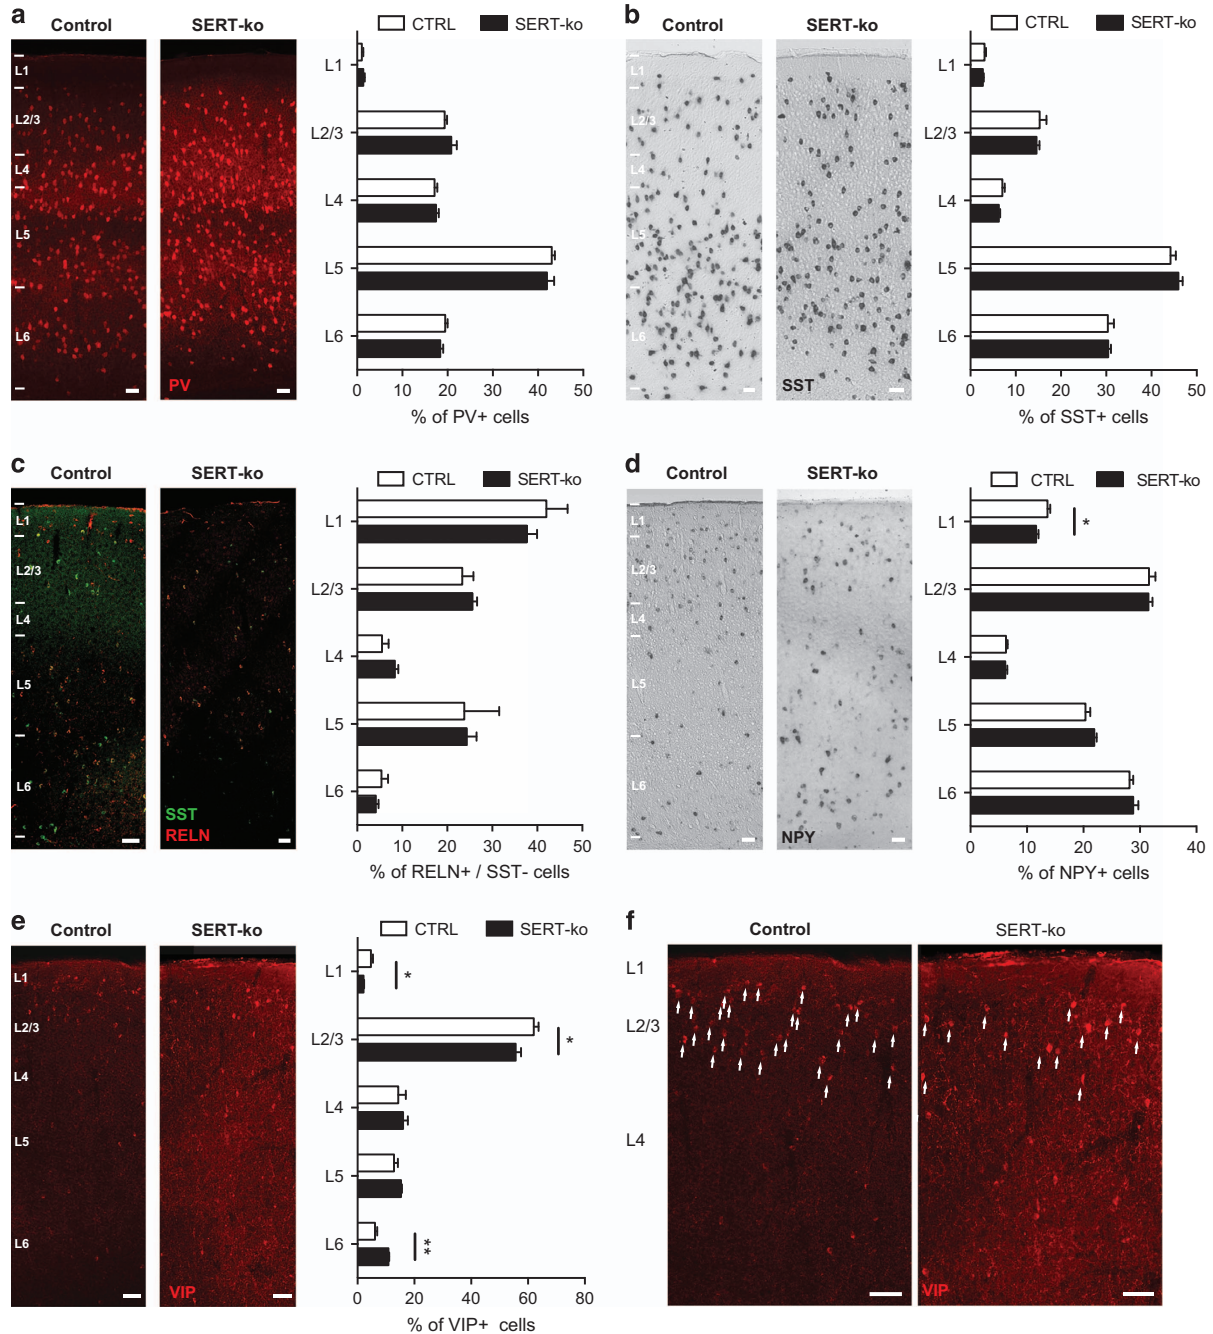 a
Control
SERT-ko
CTRL
SERT-ko
L1
L2/3
L4
L5
L6
PV
L1
L2/3
L4
L5
L6
0 10 20 30 40 50
% of PV+ cells
b
Control
SERT-ko
CTRL
SERT-ko
L1
L2/3
L4
L5
L6
SST
L1
L2/3
L4
L5
L6
0 10 20 30 40 50
% of SST+ cells
c
Control
SERT-ko
CTRL
SERT-ko
L1
L2/3
L4
L5
L6
SST
RELN
L1
L2/3
L4
L5
L6
0 10 20 30 40 50
% of RELN+ / SST- cells
d
Control
SERT-ko
CTRL
SERT-ko
L1
L2/3
L4
L5
L6
NPY
L1
*
L2/3
L4
L5
L6
0 10 20 30 40
% of NPY+ cells
e
Control
SERT-ko
CTRL
SERT-ko
L1
L2/3
L4
L5
L6
VIP
L1
*
L2/3
*
L4
L5
L6
**
0 20 40 60 80
% of VIP+ cells
f
Control
SERT-ko
L1
L2/3
L4
VIP